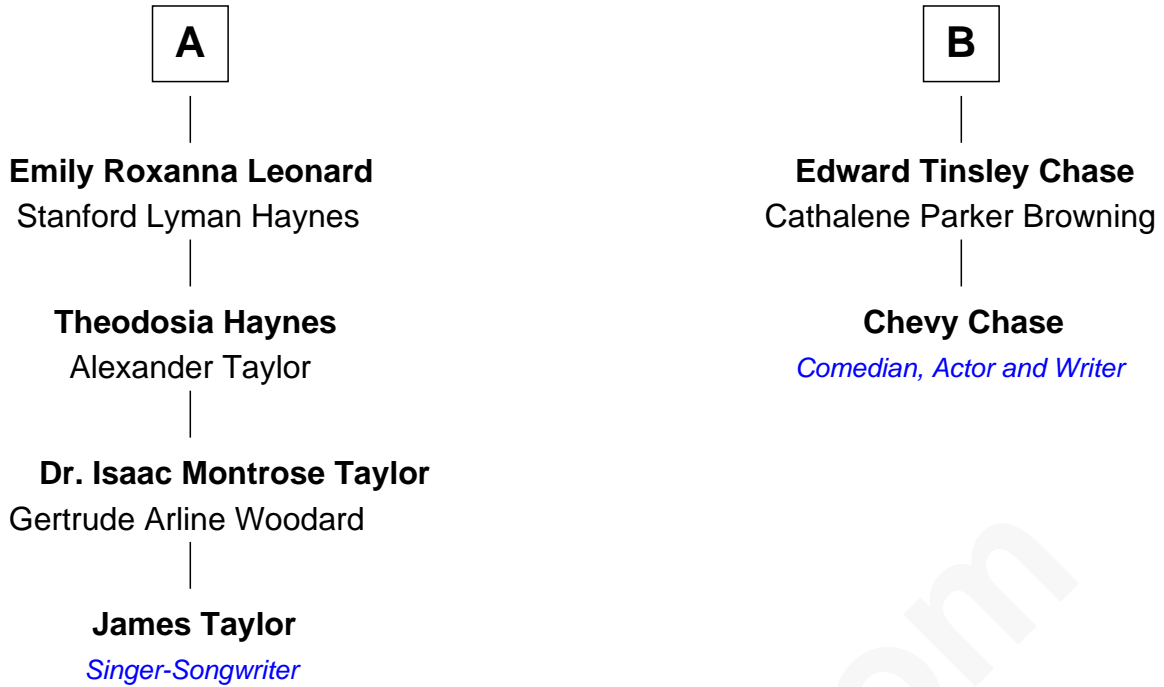 A
Emily Roxanna Leonard
Stanford Lyman Haynes
Theodosia Haynes
Alexander Taylor
Dr. Isaac Montrose Taylor
Gertrude Arline Woodard
James Taylor
Singer-Songwriter
B
Edward Tinsley Chase
Cathalene Parker Browning
Chevy Chase
Comedian, Actor and Writer
om